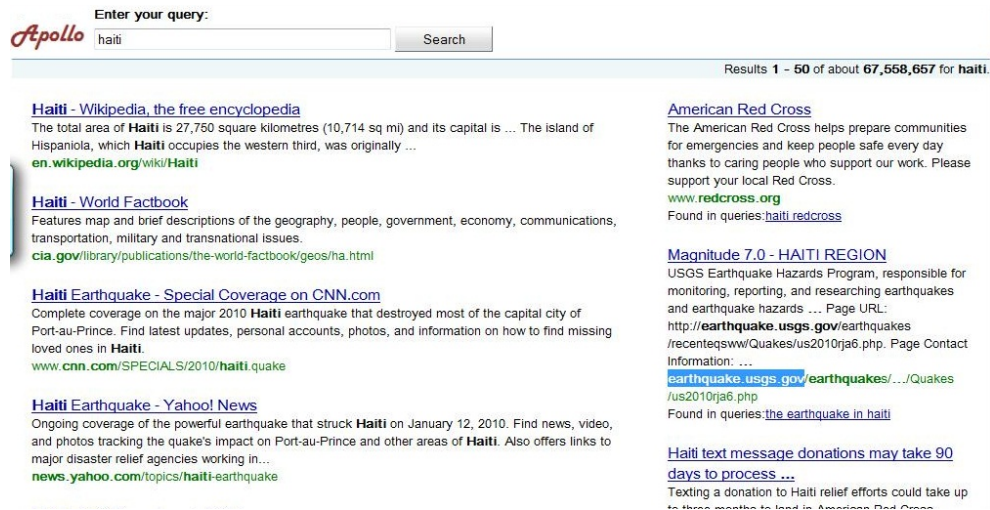 Enter your query:
Apollo
haiti
Search
Results 1 - 50 of about 67,558,657 for haiti.
Haiti - Wikipedia, the free encyclopedia
The total area of Haiti is 27,750 square kilometres (10,714 sq mi) and its capital is ... The island of
Hispaniola, which Haiti occupies the western third, was originally ...
en.wikipedia.org/wiki/Haiti
Haiti - World Factbook
Features map and brief descriptions of the geography, people, government, economy, communications,
transportation, military and transnational issues.
cia.gov/library/publications/the-world-factbook/geos/ha.html
Haiti Earthquake - Special Coverage on CNN.com
Complete coverage on the major 2010 Haiti earthquake that destroyed most of the capital city of
Port-au-Prince. Find latest updates, personal accounts, photos, and information on how to find missing
loved ones in Haiti.
www.cnn.com/SPECIALS/2010/haiti.quake
Haiti Earthquake - Yahoo! News
Ongoing coverage of the powerful earthquake that struck Haiti on January 12, 2010. Find news, video,
and photos tracking the quake's impact on Port-au-Prince and other areas of Haiti. Also offers links to
major disaster relief agencies working in...
news.yahoo.com/topics/haiti-earthquake
American Red Cross
The American Red Cross helps prepare communities
for emergencies and keep people safe every day
thanks to caring people who support our work. Please
support your local Red Cross.
www.redcross.org
Found in queries:haiti redcross
Magnitude 7.0 - HAITI REGION
USGS Earthquake Hazards Program, responsible for
monitoring, reporting, and researching earthquakes
and earthquake hazards ... Page URL:
http://earthquake.usgs.gov/earthquakes
/recenteqsww/Quakes/us2010rja6.php. Page Contact
Information: ...
earthquake.usgs.gov/earthquakes/.../Quakes
/us2010rja6.php
Found in queries:the earthquake in haiti
Haiti text message donations may take 90
days to process ...
Texting a donation to Haiti relief efforts could take up
to three months to land in American Red Cross